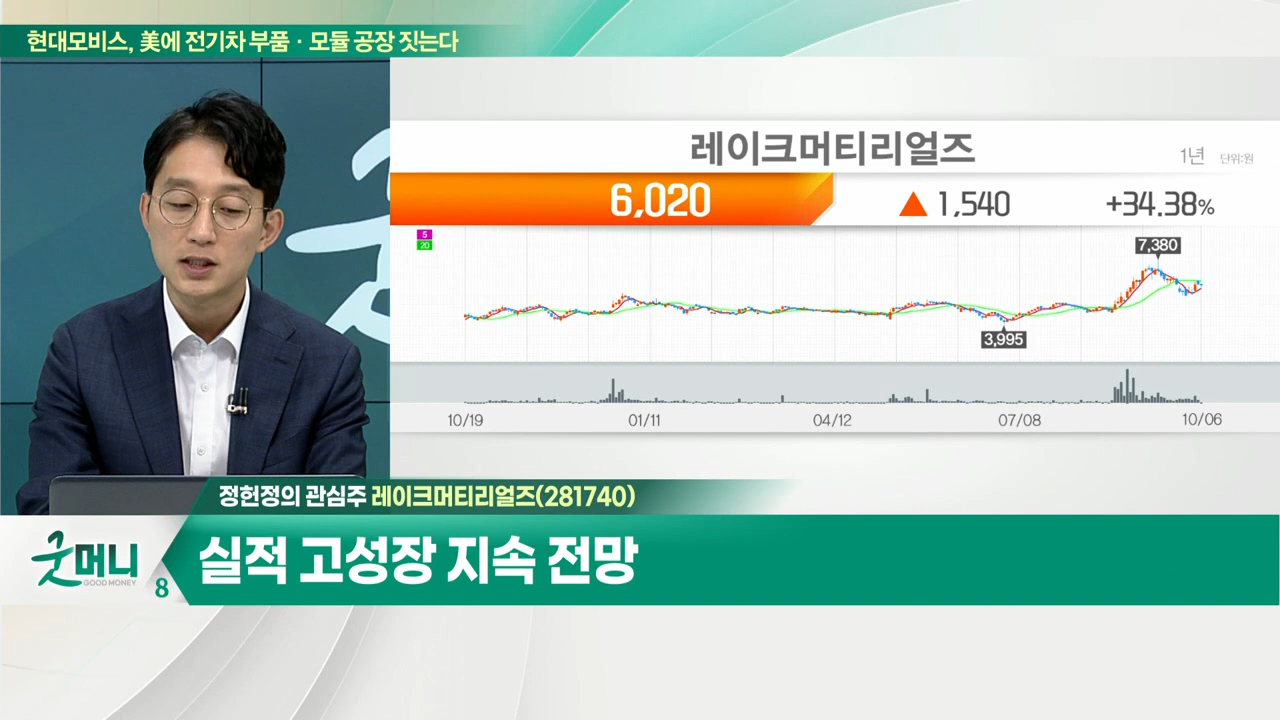 현대모비스, 美에 전기차 부품 · 모듈 공장 짓는다
레이크머티리얼즈
1년 단위:원
6,020 ▲ 1,540 +34.38%
5
20
7,380
3,995
10/19 01/11 04/12 07/08 10/06
정헌정의 관심주 레이크머티리얼즈(281740)
굿머니
GOOD MONEY
8
실적 고성장 지속 전망